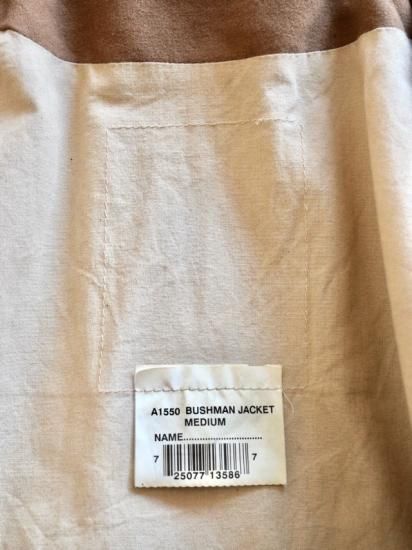 A1550 BUSHMAN JACKET
MEDIUM
NAME............................
7 25077 13586 7